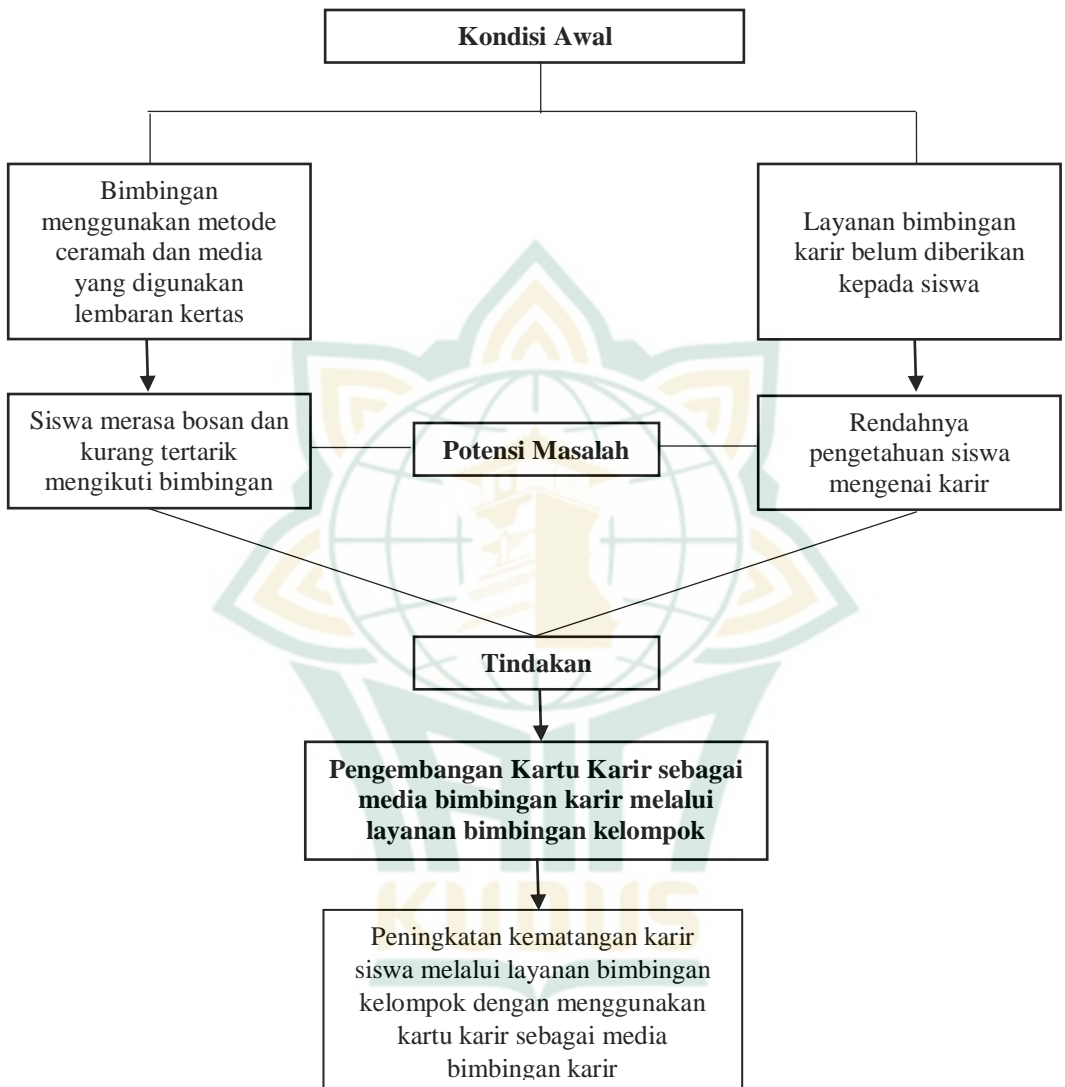 Kondisi Awal
Bimbingan
menggunakan metode
ceramah dan media
yang digunakan
lembaran kertas
Layanan bimbingan
karir belum diberikan
kepada siswa
Siswa merasa bosan dan
kurang tertarik
mengikuti bimbingan
Potensi Masalah
Rendahnya
pengetahuan siswa
mengenai karir
Tindakan
Pengembangan Kartu Karir sebagai
media bimbingan karir melalui
layanan bimbingan kelompok
KUDUS
Peningkatan kematangan karir
siswa melalui layanan bimbingan
kelompok dengan menggunakan
kartu karir sebagai media
bimbingan karir